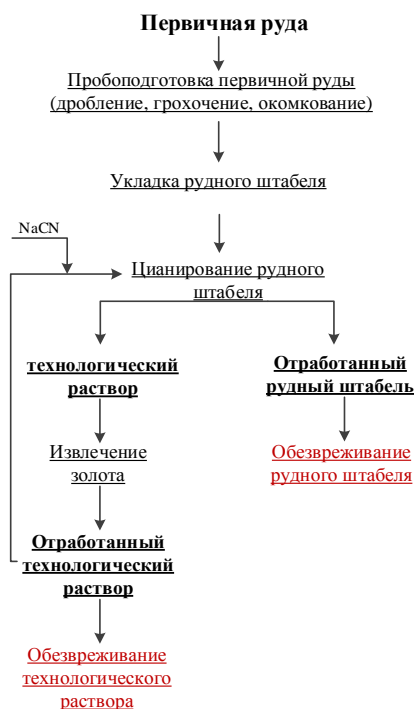 Первичная руда
Пробоподготовка первичной руды
(дробление, грохочение, окомкование)
Укладка рудного штабеля
NaCN
Цианирование рудного
штабеля
технологический
раствор
Отработанный
рудный штабель
Извлечение
золота
Обезвреживание
рудного штабеля
Отработанный
технологический
раствор
Обезвреживание
технологического
раствора